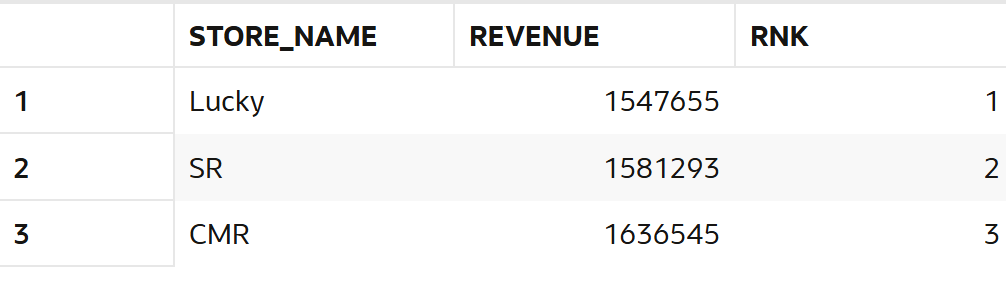 STORE_NAME REVENUE RNK
1 Lucky 1547655 1
2 SR 1581293 2
3 CMR 1636545 3